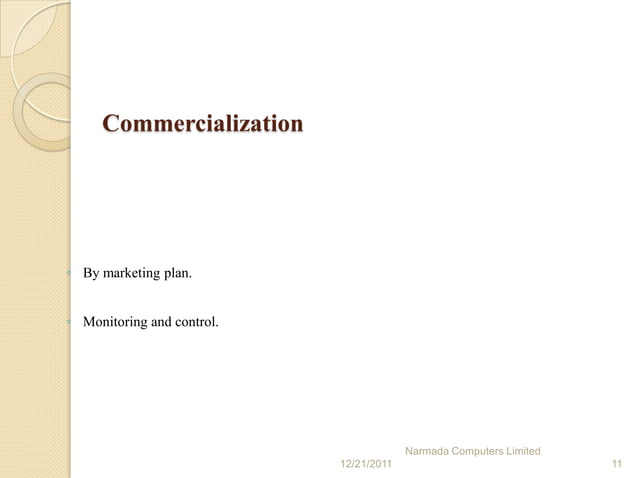 Commercialization
By marketing plan.
Monitoring and control.
Narmada Computers Limited
12/21/2011
11